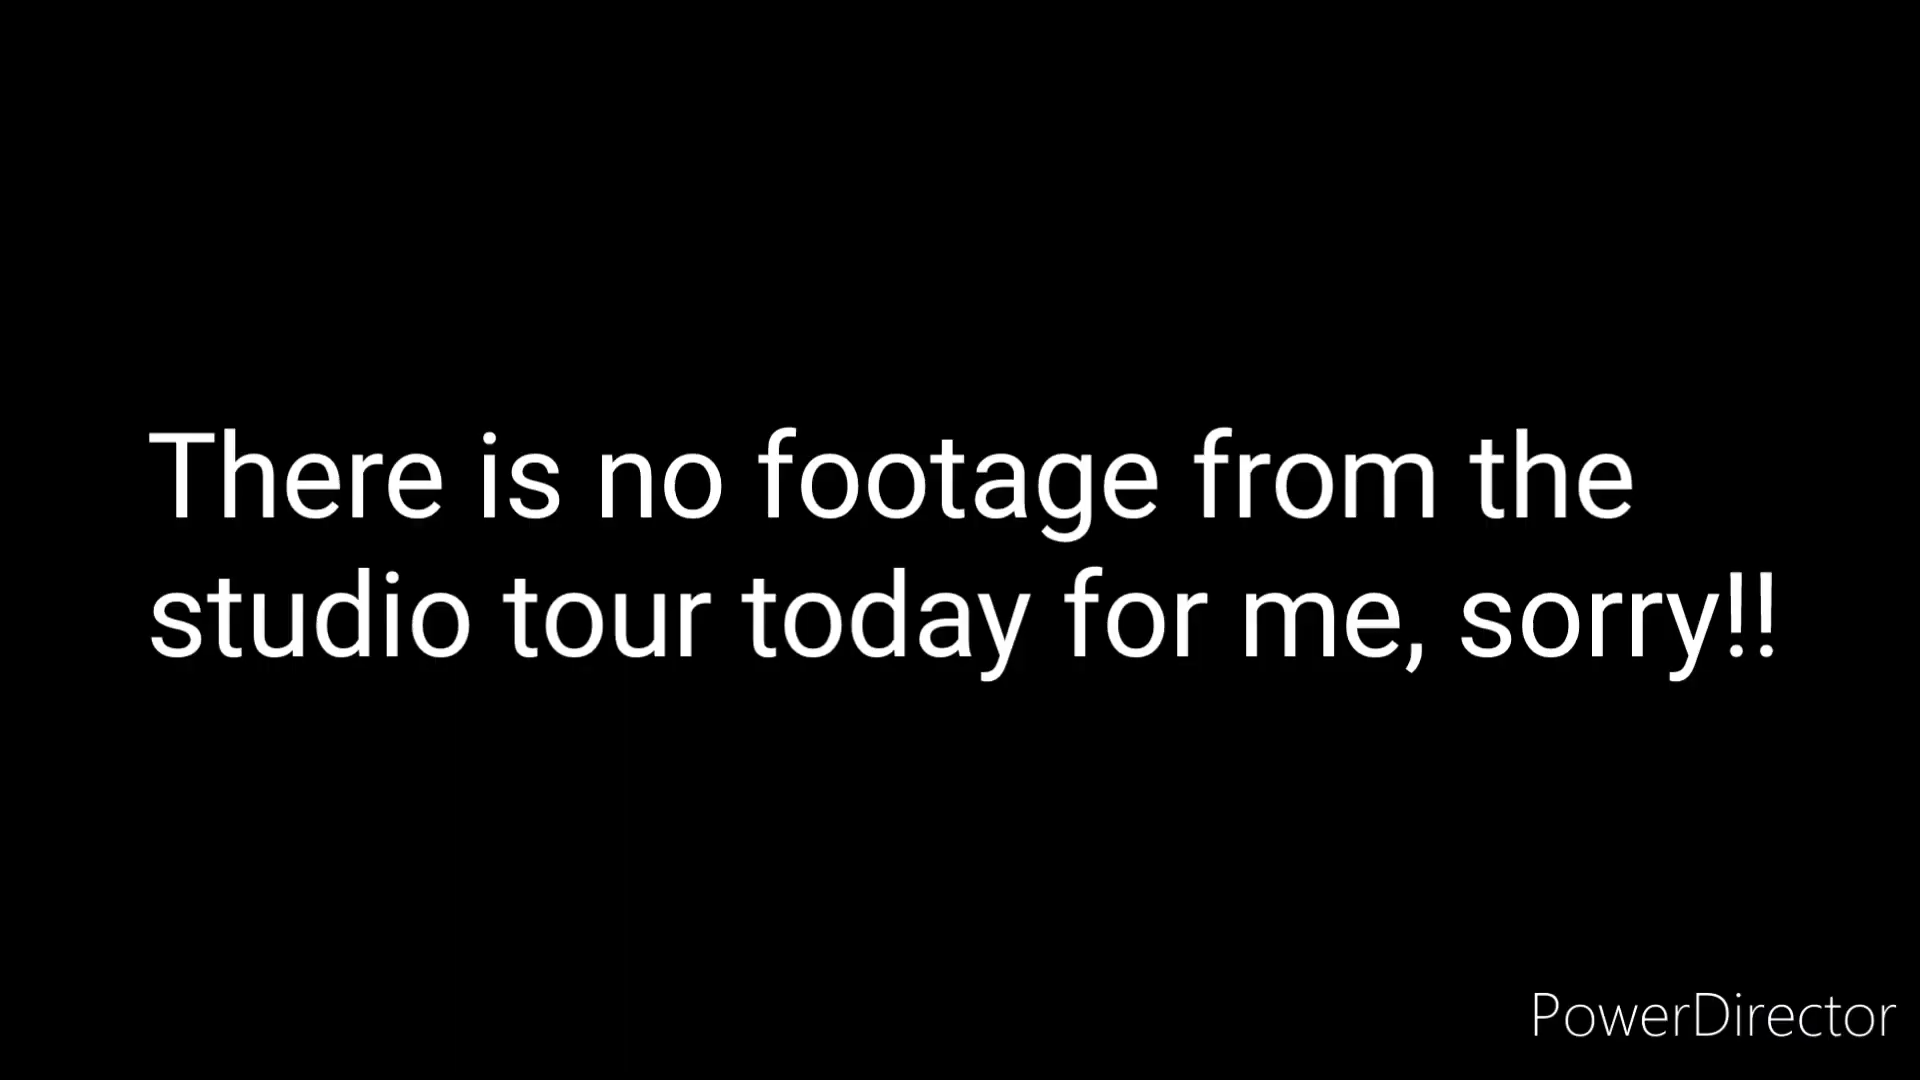 There is no footage from the
studio tour today for me, sorry!!
PowerDirector